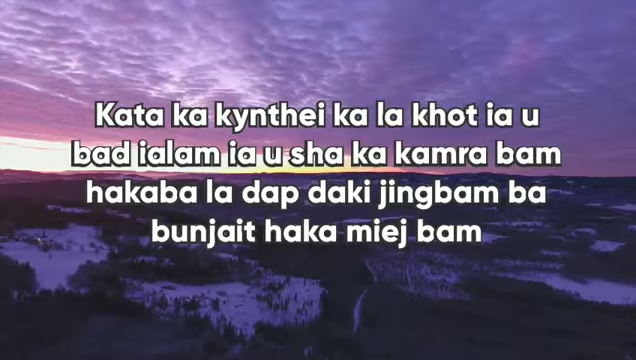 Kata ka kynthei ka la khot ia u
bad ialam ia u sha ka kamra bam
hakaba la dap daki jingbam ba
bunjait haka miej bam